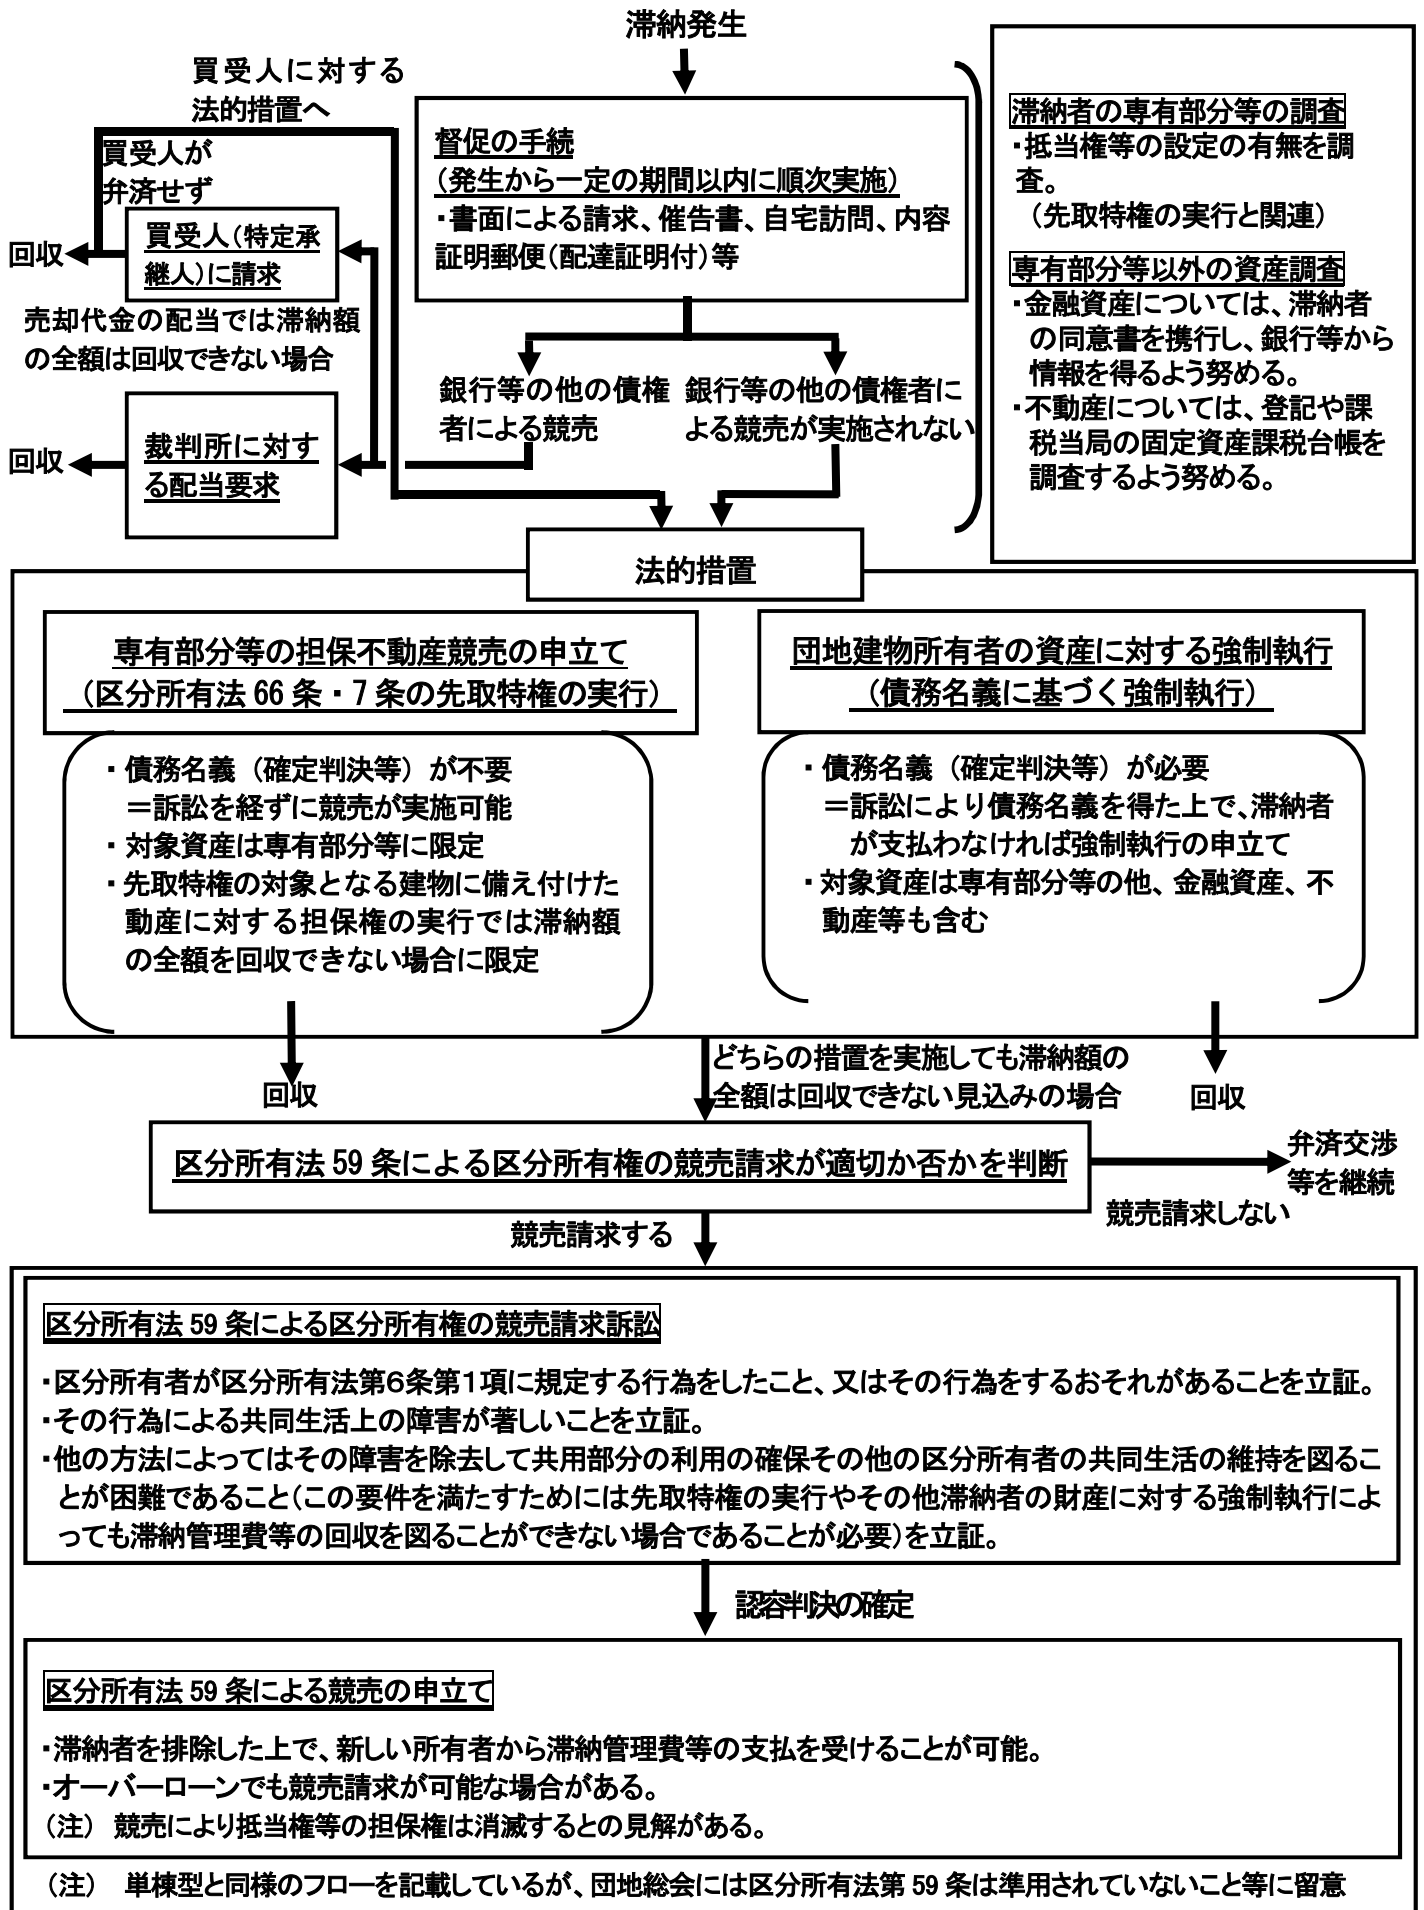 滞納発生
買受人に対する
法的措置へ
買受人が
弁済せず
回収
買受人(特定承
継人)に請求
売却代金の配当では滞納額
の全額は回収できない場合
回収
裁判所に対す
る配当要求
督促の手続
(発生から一定の期間以内に順次実施)
・書面による請求、催告書、自宅訪問、内容
証明郵便(配達証明付)等
銀行等の他の債権
者による競売
銀行等の他の債権者に
よる競売が実施されない
滞納者の専有部分等の調査
・抵当権等の設定の有無を調
査。
(先取特権の実行と関連)
専有部分等以外の資産調査
・金融資産については、滞納者
の同意書を携行し、銀行等から
情報を得るよう努める。
・不動産については、登記や課
税当局の固定資産課税台帳を
調査するよう努める。
法的措置
専有部分等の担保不動産競売の申立て
(区分所有法 66 条・7 条の先取特権の実行)
・債務名義(確定判決等)が不要
=訴訟を経ずに競売が実施可能
・対象資産は専有部分等に限定
・先取特権の対象となる建物に備え付けた
動産に対する担保権の実行では滞納額
の全額を回収できない場合に限定
団地建物所有者の資産に対する強制執行
(債務名義に基づく強制執行)
・債務名義(確定判決等)が必要
=訴訟により債務名義を得た上で、滞納者
が支払わなければ強制執行の申立て
・対象資産は専有部分等の他、金融資産、不
動産等も含む
回収
どちらの措置を実施しても滞納額の
全額は回収できない見込みの場合
回収
区分所有法 59 条による区分所有権の競売請求が適切か否かを判断
弁済交渉
等を継続
競売請求しない
競売請求する
区分所有法 59 条による区分所有権の競売請求訴訟
・区分所有者が区分所有法第6条第1項に規定する行為をしたこと、又はその行為をするおそれがあることを立証。
・その行為による共同生活上の障害が著しいことを立証。
・他の方法によってはその障害を除去して共用部分の利用の確保その他の区分所有者の共同生活の維持を図るこ
とが困難であること(この要件を満たすためには先取特権の実行やその他滞納者の財産に対する強制執行によ
っても滞納管理費等の回収を図ることができない場合であることが必要)を立証。
認容判決の確定
区分所有法 59 条による競売の申立て
・滞納者を排除した上で、新しい所有者から滞納管理費等の支払を受けることが可能。
・オーバーローンでも競売請求が可能な場合がある。
(注) 競売により抵当権等の担保権は消滅するとの見解がある。
(注) 単棟型と同様のフローを記載しているが、団地総会には区分所有法第 59 条は準用されていないこと等に留意